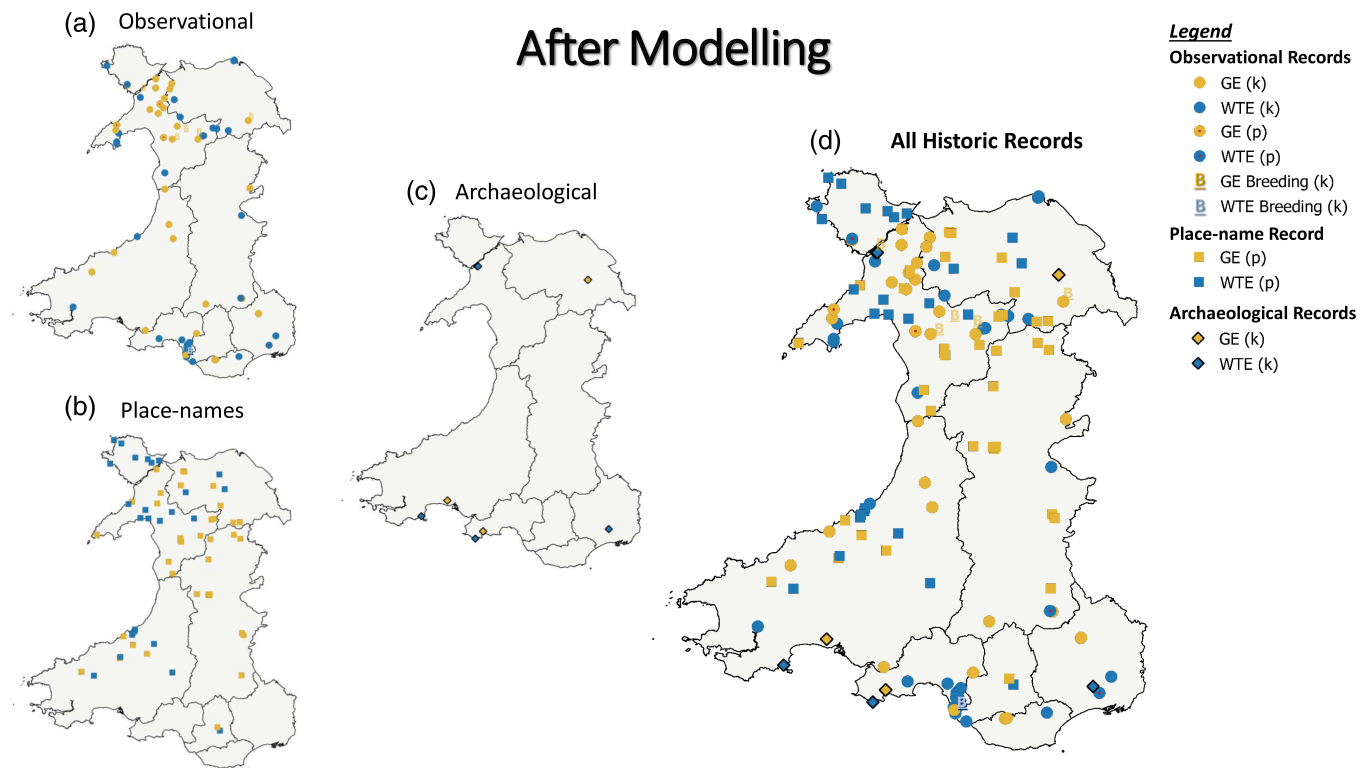 (a) Observational
After Modelling
(b) Place-names
(c) Archaeological
(d) All Historic Records
B
B
B
B
B
B
B
B
B
B
Legend
Observational Records
GE (k)
WTE (k)
GE (p)
WTE (p)
B GE Breeding (k)
B WTE Breeding (k)
Place-name Record
GE (p)
WTE (p)
Archaeological Records
GE (k)
WTE (k)